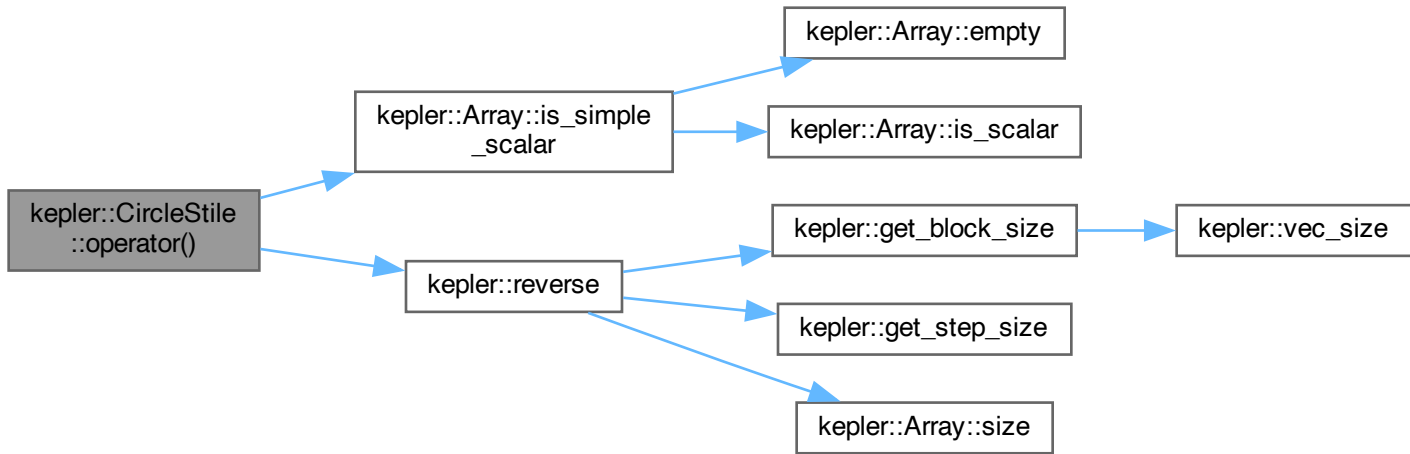 kepler::CircleStile
::operator()
kepler::Array::is_simple
_scalar
kepler::Array::empty
kepler::Array::is_scalar
kepler::reverse
kepler::get_block_size
kepler::vec_size
kepler::get_step_size
kepler::Array::size